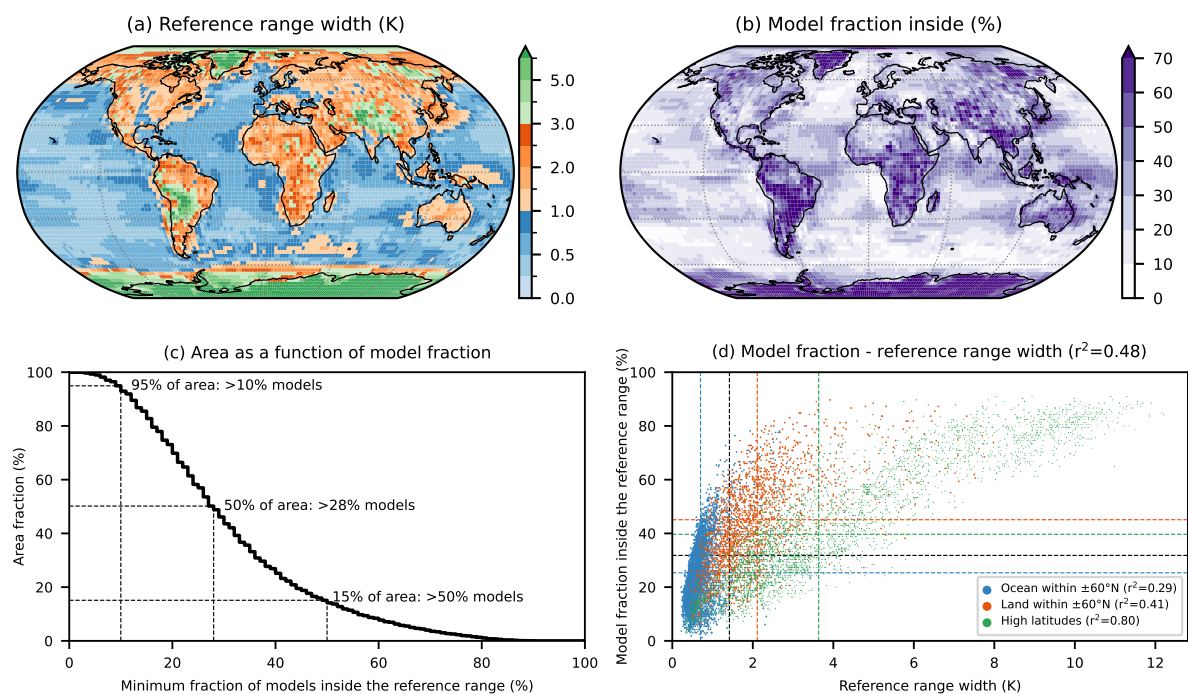 (a) Reference range width (K)
5.0
3.0
2.0
1.0
0.5
0.0
(b) Model fraction inside (%)
70
60
50
40
30
20
10
0
(c) Area as a function of model fraction
Area fraction (%)
100
80
60
40
20
0
95% of area: >10% models
50% of area: >28% models
15% of area: >50% models
0 20 40 60 80 100
Minimum fraction of models inside the reference range (%)
(d) Model fraction - reference range width (r²=0.48)
Model fraction inside the reference range (%)
100
80
60
40
20
0
Ocean within ±60°N (r²=0.29)
Land within ±60°N (r²=0.41)
High latitudes (r²=0.80)
0 2 4 6 8 10 12
Reference range width (K)